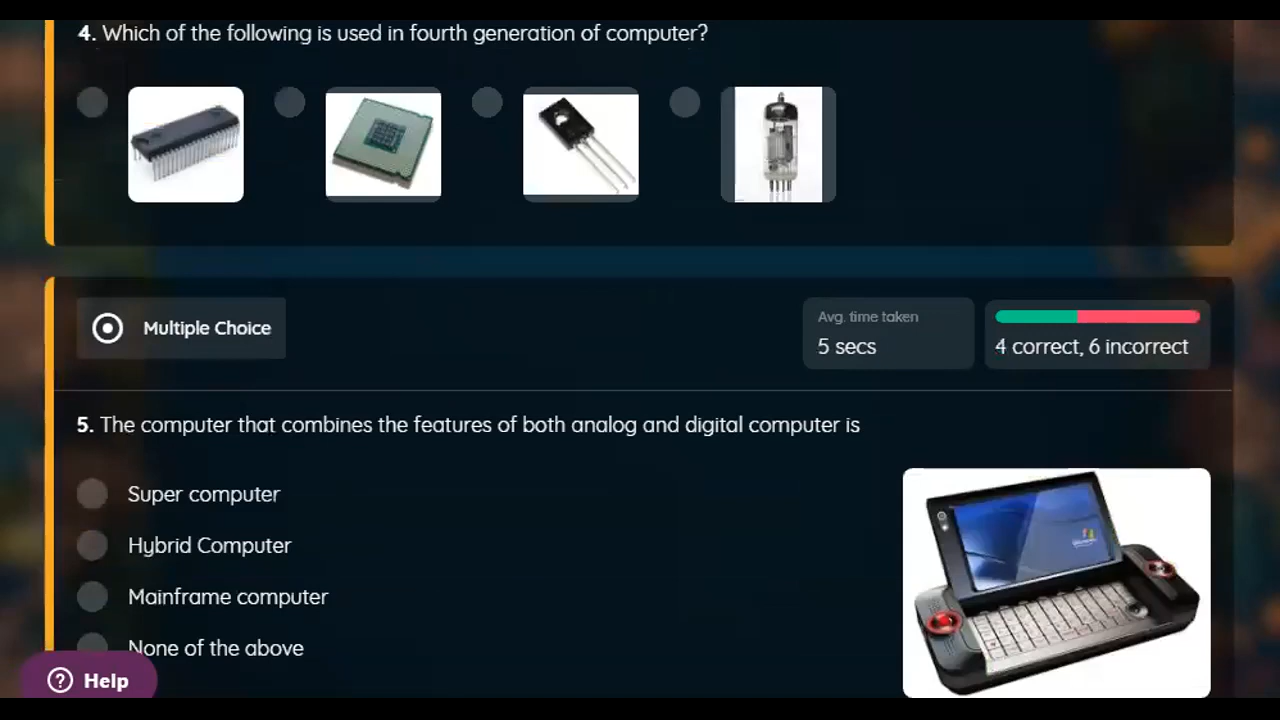 4. Which of the following is used in fourth generation of computer?
Multiple Choice
Avg. time taken
5 secs
4 correct, 6 incorrect
5. The computer that combines the features of both analog and digital computer is
Super computer
Hybrid Computer
Mainframe computer
None of the above
Help